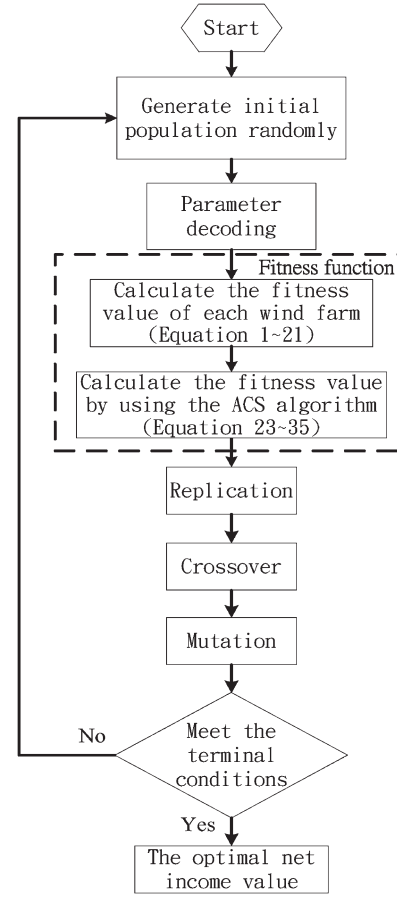 Start
Generate initial
population randomly
Parameter
decoding
Fitness function
Calculate the fitness
value of each wind farm
(Equation 1~21)
Calculate the fitness value
by using the ACS algorithm
(Equation 23~35)
Replication
Crossover
Mutation
Meet the
terminal
conditions
No
Yes
The optimal net
income value